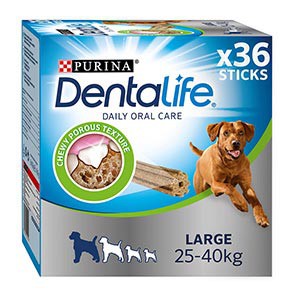 PURINA
x36
STICKS
DentaLife
DAILY ORAL CARE
CHEWY POROUS TEXTURE
LARGE
25-40kg